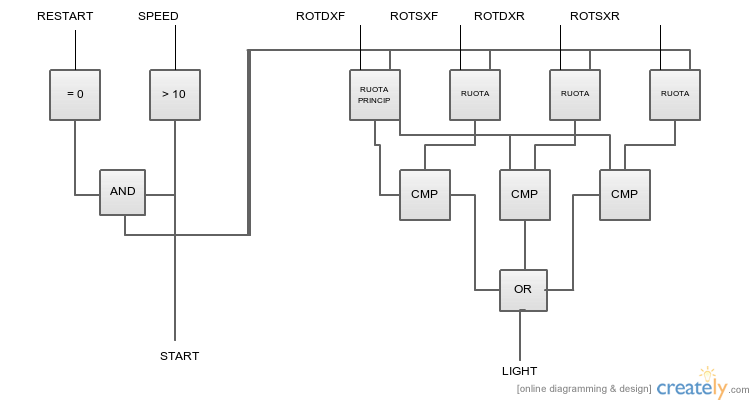 RESTART SPEED ROTDXF ROTSXF ROTDXR ROTSXR
= 0 > 10 RUOTA
PRINCIP RUOTA RUOTA RUOTA
AND CMP CMP CMP
OR
START
LIGHT
[online diagramming & design] creately.com